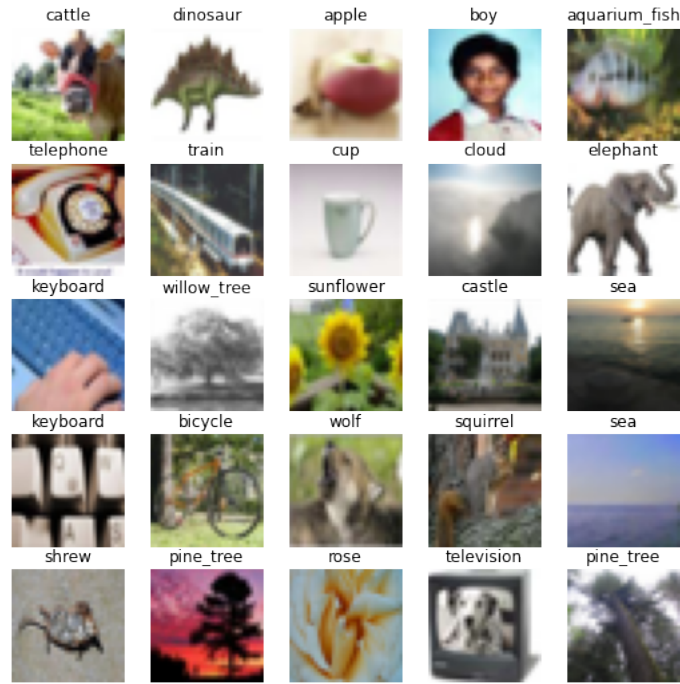 cattle dinosaur apple boy aquarium_fish
telephone train cup cloud elephant
keyboard willow_tree sunflower castle sea
keyboard bicycle wolf squirrel sea
shrew pine_tree rose television pine_tree